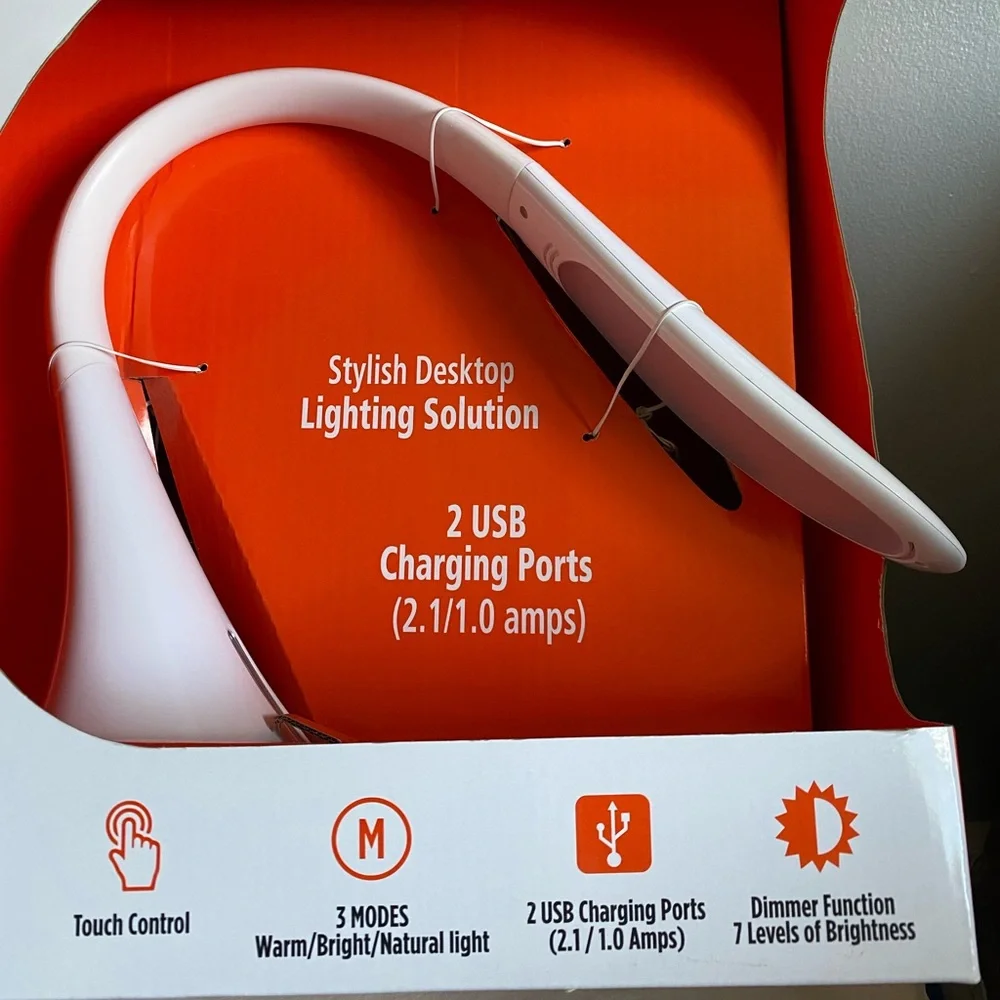 Stylish Desktop
Lighting Solution
2 USB
Charging Ports
(2.1/1.0 amps)
M
Touch Control
3 MODES
Warm/Bright/Natural light
2 USB Charging Ports
(2.1 / 1.0 Amps)
Dimmer Function
7 Levels of Brightness